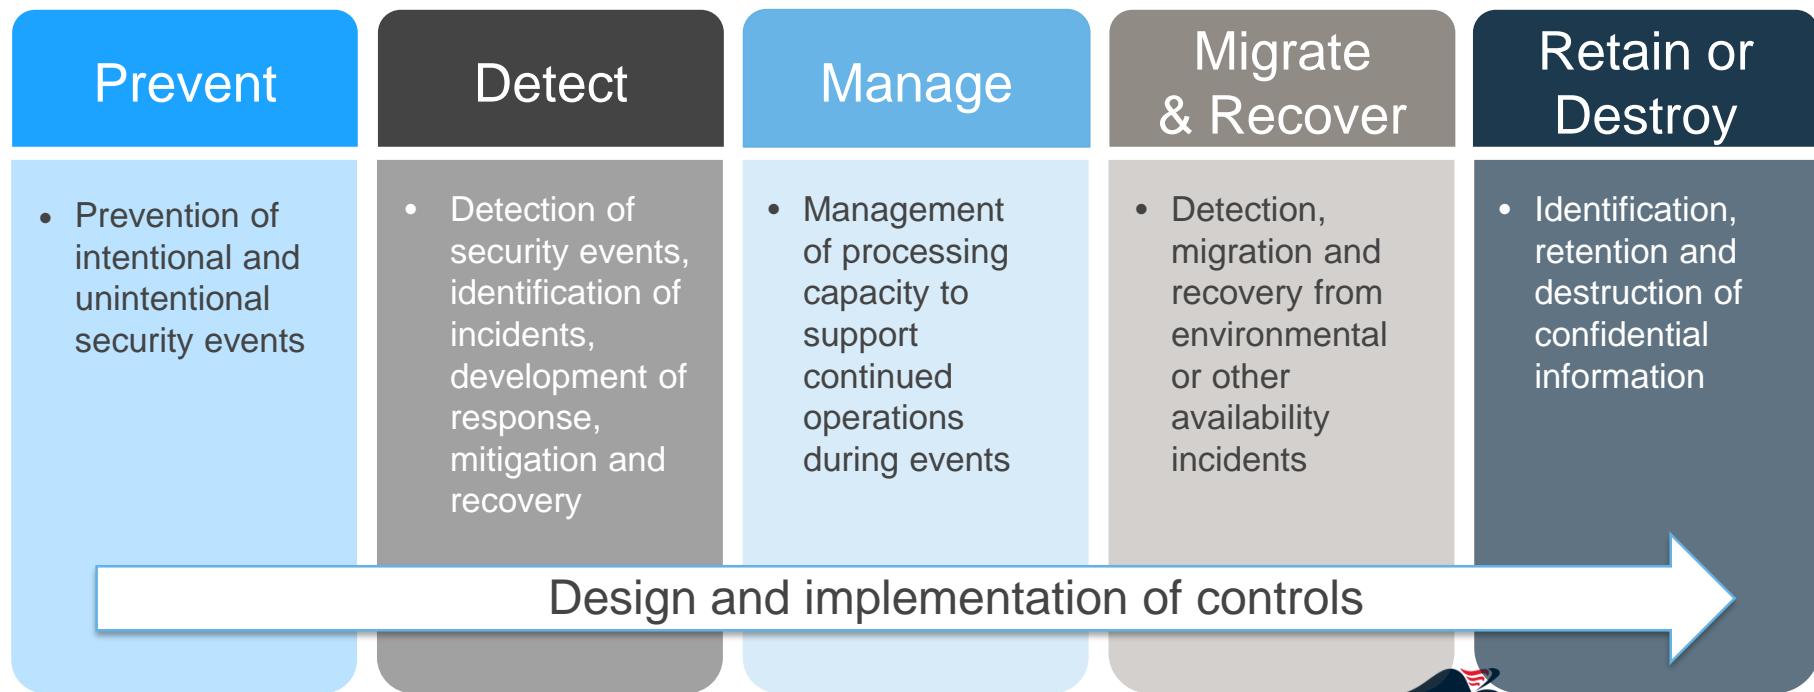 Prevent
• Prevention of
intentional and
unintentional
security events
Detect
• Detection of
security events,
identification of
incidents,
development of
response,
mitigation and
recovery
Manage
• Management
of processing
capacity to
support
continued
operations
during events
Migrate
& Recover
• Detection,
migration and
recovery from
environmental
or other
availability
incidents
Retain or
Destroy
• Identification,
retention and
destruction of
confidential
information
Design and implementation of controls